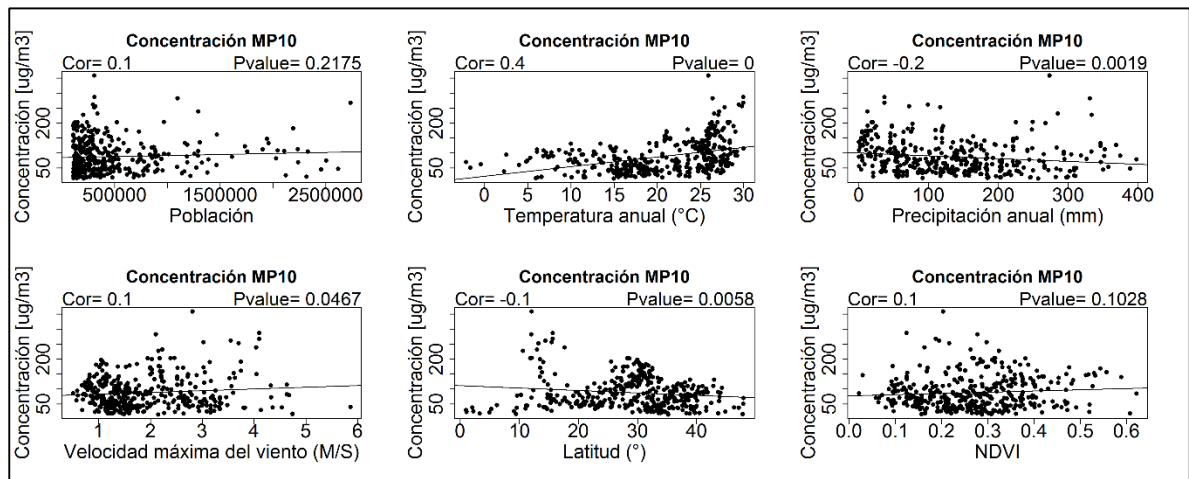 Concentración MP10
Cor= 0.1 Pvalue= 0.2175
Concentración [ug/m3]
50 200
5000000 15000000 25000000
Población
Concentración MP10
Cor= 0.4 Pvalue= 0
Concentración [ug/m3]
50 200
0 5 10 15 20 25 30
Temperatura anual (°C)
Concentración MP10
Cor= -0.2 Pvalue= 0.0019
Concentración [ug/m3]
50 200
0 100 200 300 400
Precipitación anual (mm)
Concentración MP10
Cor= 0.1 Pvalue= 0.0467
Concentración [ug/m3]
50 200
1 2 3 4 5 6
Velocidad máxima del viento (M/S)
Concentración MP10
Cor= -0.1 Pvalue= 0.0058
Concentración [ug/m3]
50 200
0 10 20 30 40
Latitud (°)
Concentración MP10
Cor= 0.1 Pvalue= 0.1028
Concentración [ug/m3]
50 200
0.0 0.1 0.2 0.3 0.4 0.5 0.6
NDVI